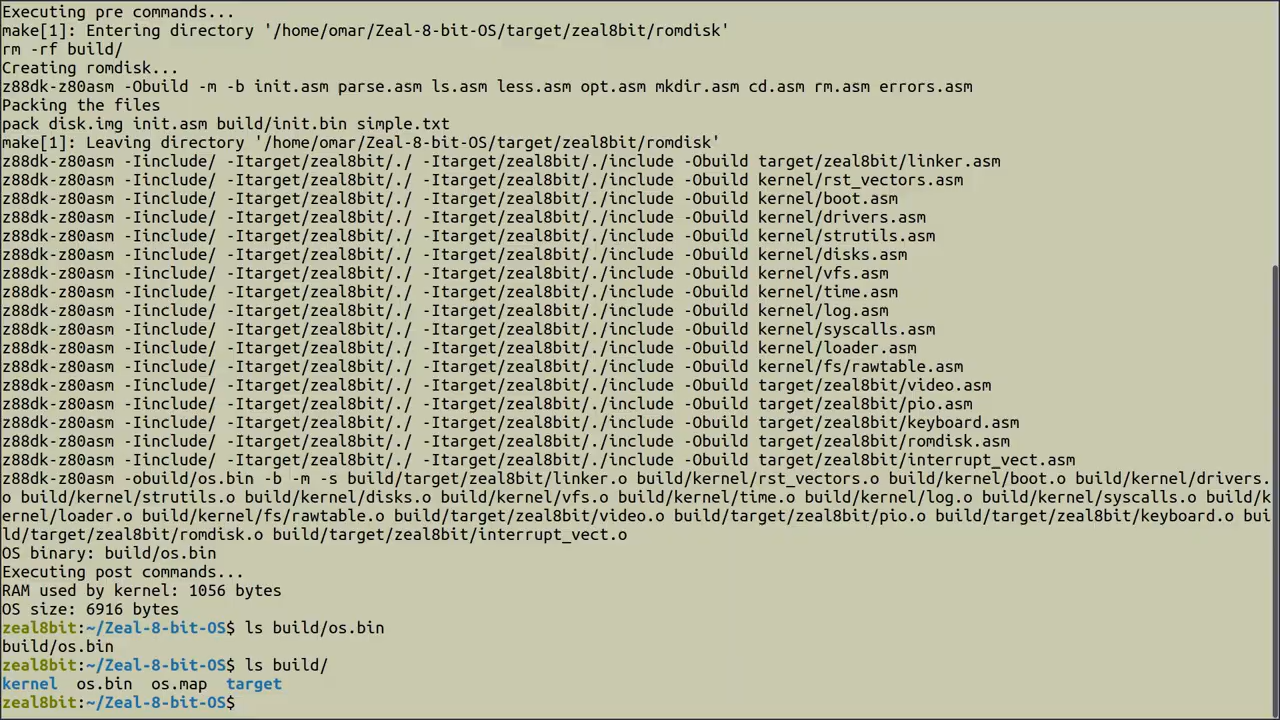 Executing pre commands...
make[1]: Entering directory '/home/omar/Zeal-8-bit-OS/target/zeal8bit/romdisk'
rm -rf build/
Creating romdisk...
z88dk-z80asm -Obuild -m -b init.asm parse.asm ls.asm less.asm opt.asm mkdir.asm cd.asm rm.asm errors.asm
Packing the files
pack disk.img init.asm build/init.bin simple.txt
make[1]: Leaving directory '/home/omar/Zeal-8-bit-OS/target/zeal8bit/romdisk'
z88dk-z80asm -Iinclude/ -Itarget/zeal8bit/./ -Itarget/zeal8bit/./include -Obuild target/zeal8bit/linker.asm
z88dk-z80asm -Iinclude/ -Itarget/zeal8bit/./ -Itarget/zeal8bit/./include -Obuild kernel/rst_vectors.asm
z88dk-z80asm -Iinclude/ -Itarget/zeal8bit/./ -Itarget/zeal8bit/./include -Obuild kernel/boot.asm
z88dk-z80asm -Iinclude/ -Itarget/zeal8bit/./ -Itarget/zeal8bit/./include -Obuild kernel/drivers.asm
z88dk-z80asm -Iinclude/ -Itarget/zeal8bit/./ -Itarget/zeal8bit/./include -Obuild kernel/strutils.asm
z88dk-z80asm -Iinclude/ -Itarget/zeal8bit/./ -Itarget/zeal8bit/./include -Obuild kernel/disks.asm
z88dk-z80asm -Iinclude/ -Itarget/zeal8bit/./ -Itarget/zeal8bit/./include -Obuild kernel/vfs.asm
z88dk-z80asm -Iinclude/ -Itarget/zeal8bit/./ -Itarget/zeal8bit/./include -Obuild kernel/time.asm
z88dk-z80asm -Iinclude/ -Itarget/zeal8bit/./ -Itarget/zeal8bit/./include -Obuild kernel/log.asm
z88dk-z80asm -Iinclude/ -Itarget/zeal8bit/./ -Itarget/zeal8bit/./include -Obuild kernel/syscalls.asm
z88dk-z80asm -Iinclude/ -Itarget/zeal8bit/./ -Itarget/zeal8bit/./include -Obuild kernel/loader.asm
z88dk-z80asm -Iinclude/ -Itarget/zeal8bit/./ -Itarget/zeal8bit/./include -Obuild kernel/fs/rawtable.asm
z88dk-z80asm -Iinclude/ -Itarget/zeal8bit/./ -Itarget/zeal8bit/./include -Obuild target/zeal8bit/video.asm
z88dk-z80asm -Iinclude/ -Itarget/zeal8bit/./ -Itarget/zeal8bit/./include -Obuild target/zeal8bit/pio.asm
z88dk-z80asm -Iinclude/ -Itarget/zeal8bit/./ -Itarget/zeal8bit/./include -Obuild target/zeal8bit/keyboard.asm
z88dk-z80asm -Iinclude/ -Itarget/zeal8bit/./ -Itarget/zeal8bit/./include -Obuild target/zeal8bit/romdisk.asm
z88dk-z80asm -Iinclude/ -Itarget/zeal8bit/./ -Itarget/zeal8bit/./include -Obuild target/zeal8bit/interrupt_vect.asm
z88dk-z80asm -obuild/os.bin -b -m -s build/target/zeal8bit/linker.o build/kernel/rst_vectors.o build/kernel/boot.o build/kernel/drivers.
o build/kernel/strutils.o build/kernel/disks.o build/kernel/vfs.o build/kernel/time.o build/kernel/log.o build/kernel/syscalls.o build/k
ernel/loader.o build/kernel/fs/rawtable.o build/target/zeal8bit/video.o build/target/zeal8bit/pio.o build/target/zeal8bit/keyboard.o bui
ld/target/zeal8bit/romdisk.o build/target/zeal8bit/interrupt_vect.o
OS binary: build/os.bin
Executing post commands...
RAM used by kernel: 1056 bytes
OS size: 6916 bytes
zeal8bit:~/Zeal-8-bit-OS$ ls build/os.bin
build/os.bin
zeal8bit:~/Zeal-8-bit-OS$ ls build/
kernel  os.bin  os.map  target
zeal8bit:~/Zeal-8-bit-OS$